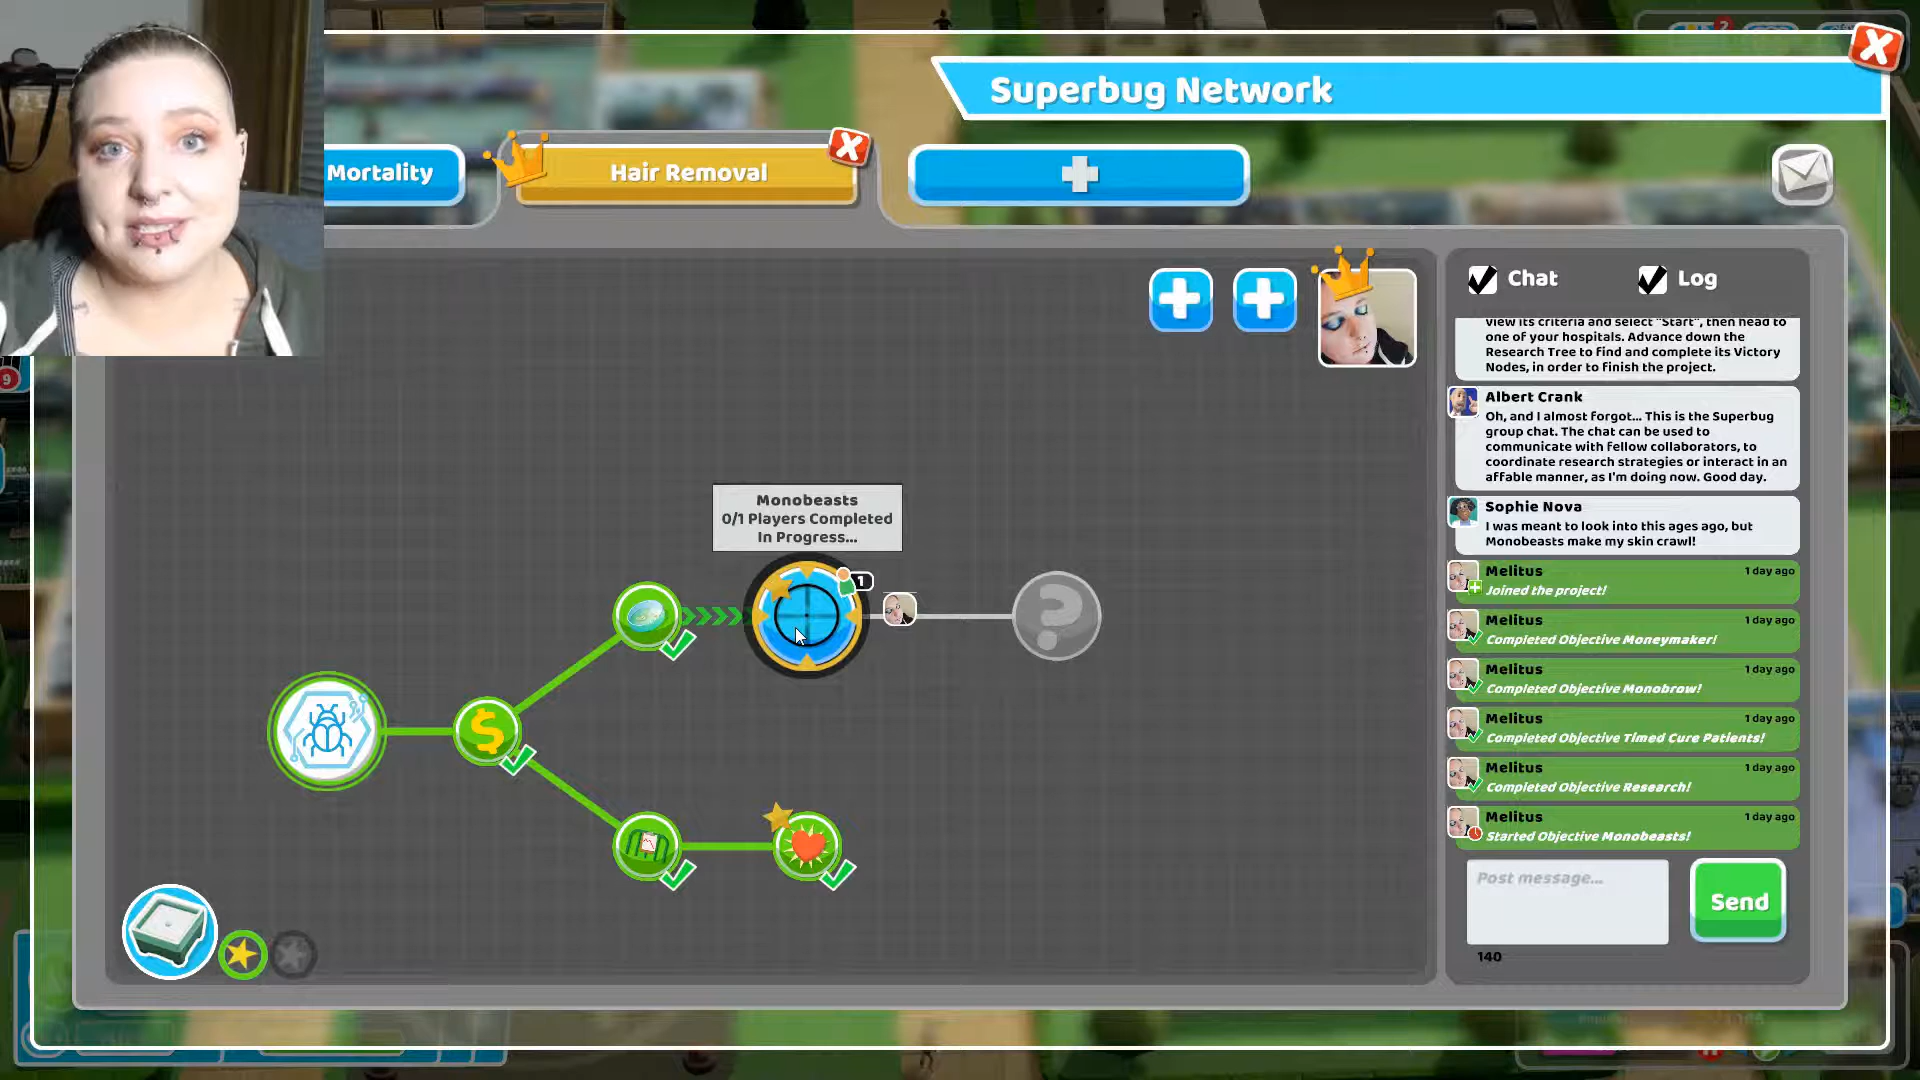 2
Superbug Network
Mortality
Hair Removal
Chat
Log
view its criteria and select "Start", then head to
one of your hospitals. Advance down the
Research Tree to find and complete its Victory
Nodes, in order to finish the project.
9
Albert Crank
Oh, and I almost forgot... This is the Superbug
group chat. The chat can be used to
communicate with fellow collaborators, to
coordinate research strategies or interact in an
affable manner, as I'm doing now. Good day.
Monobeasts
0/1 Players Completed
In Progress...
Sophie Nova
I was meant to look into this ages ago, but
Monobeasts make my skin crawl!
1
?
$
Melitus 1 day ago
Joined the project!
Melitus 1 day ago
Completed Objective Moneymaker!
Melitus 1 day ago
Completed Objective Monobrow!
Melitus 1 day ago
Completed Objective Timed Cure Patients!
Melitus 1 day ago
Completed Objective Research!
Melitus 1 day ago
Started Objective Monobeasts!
Post message...
Send
140